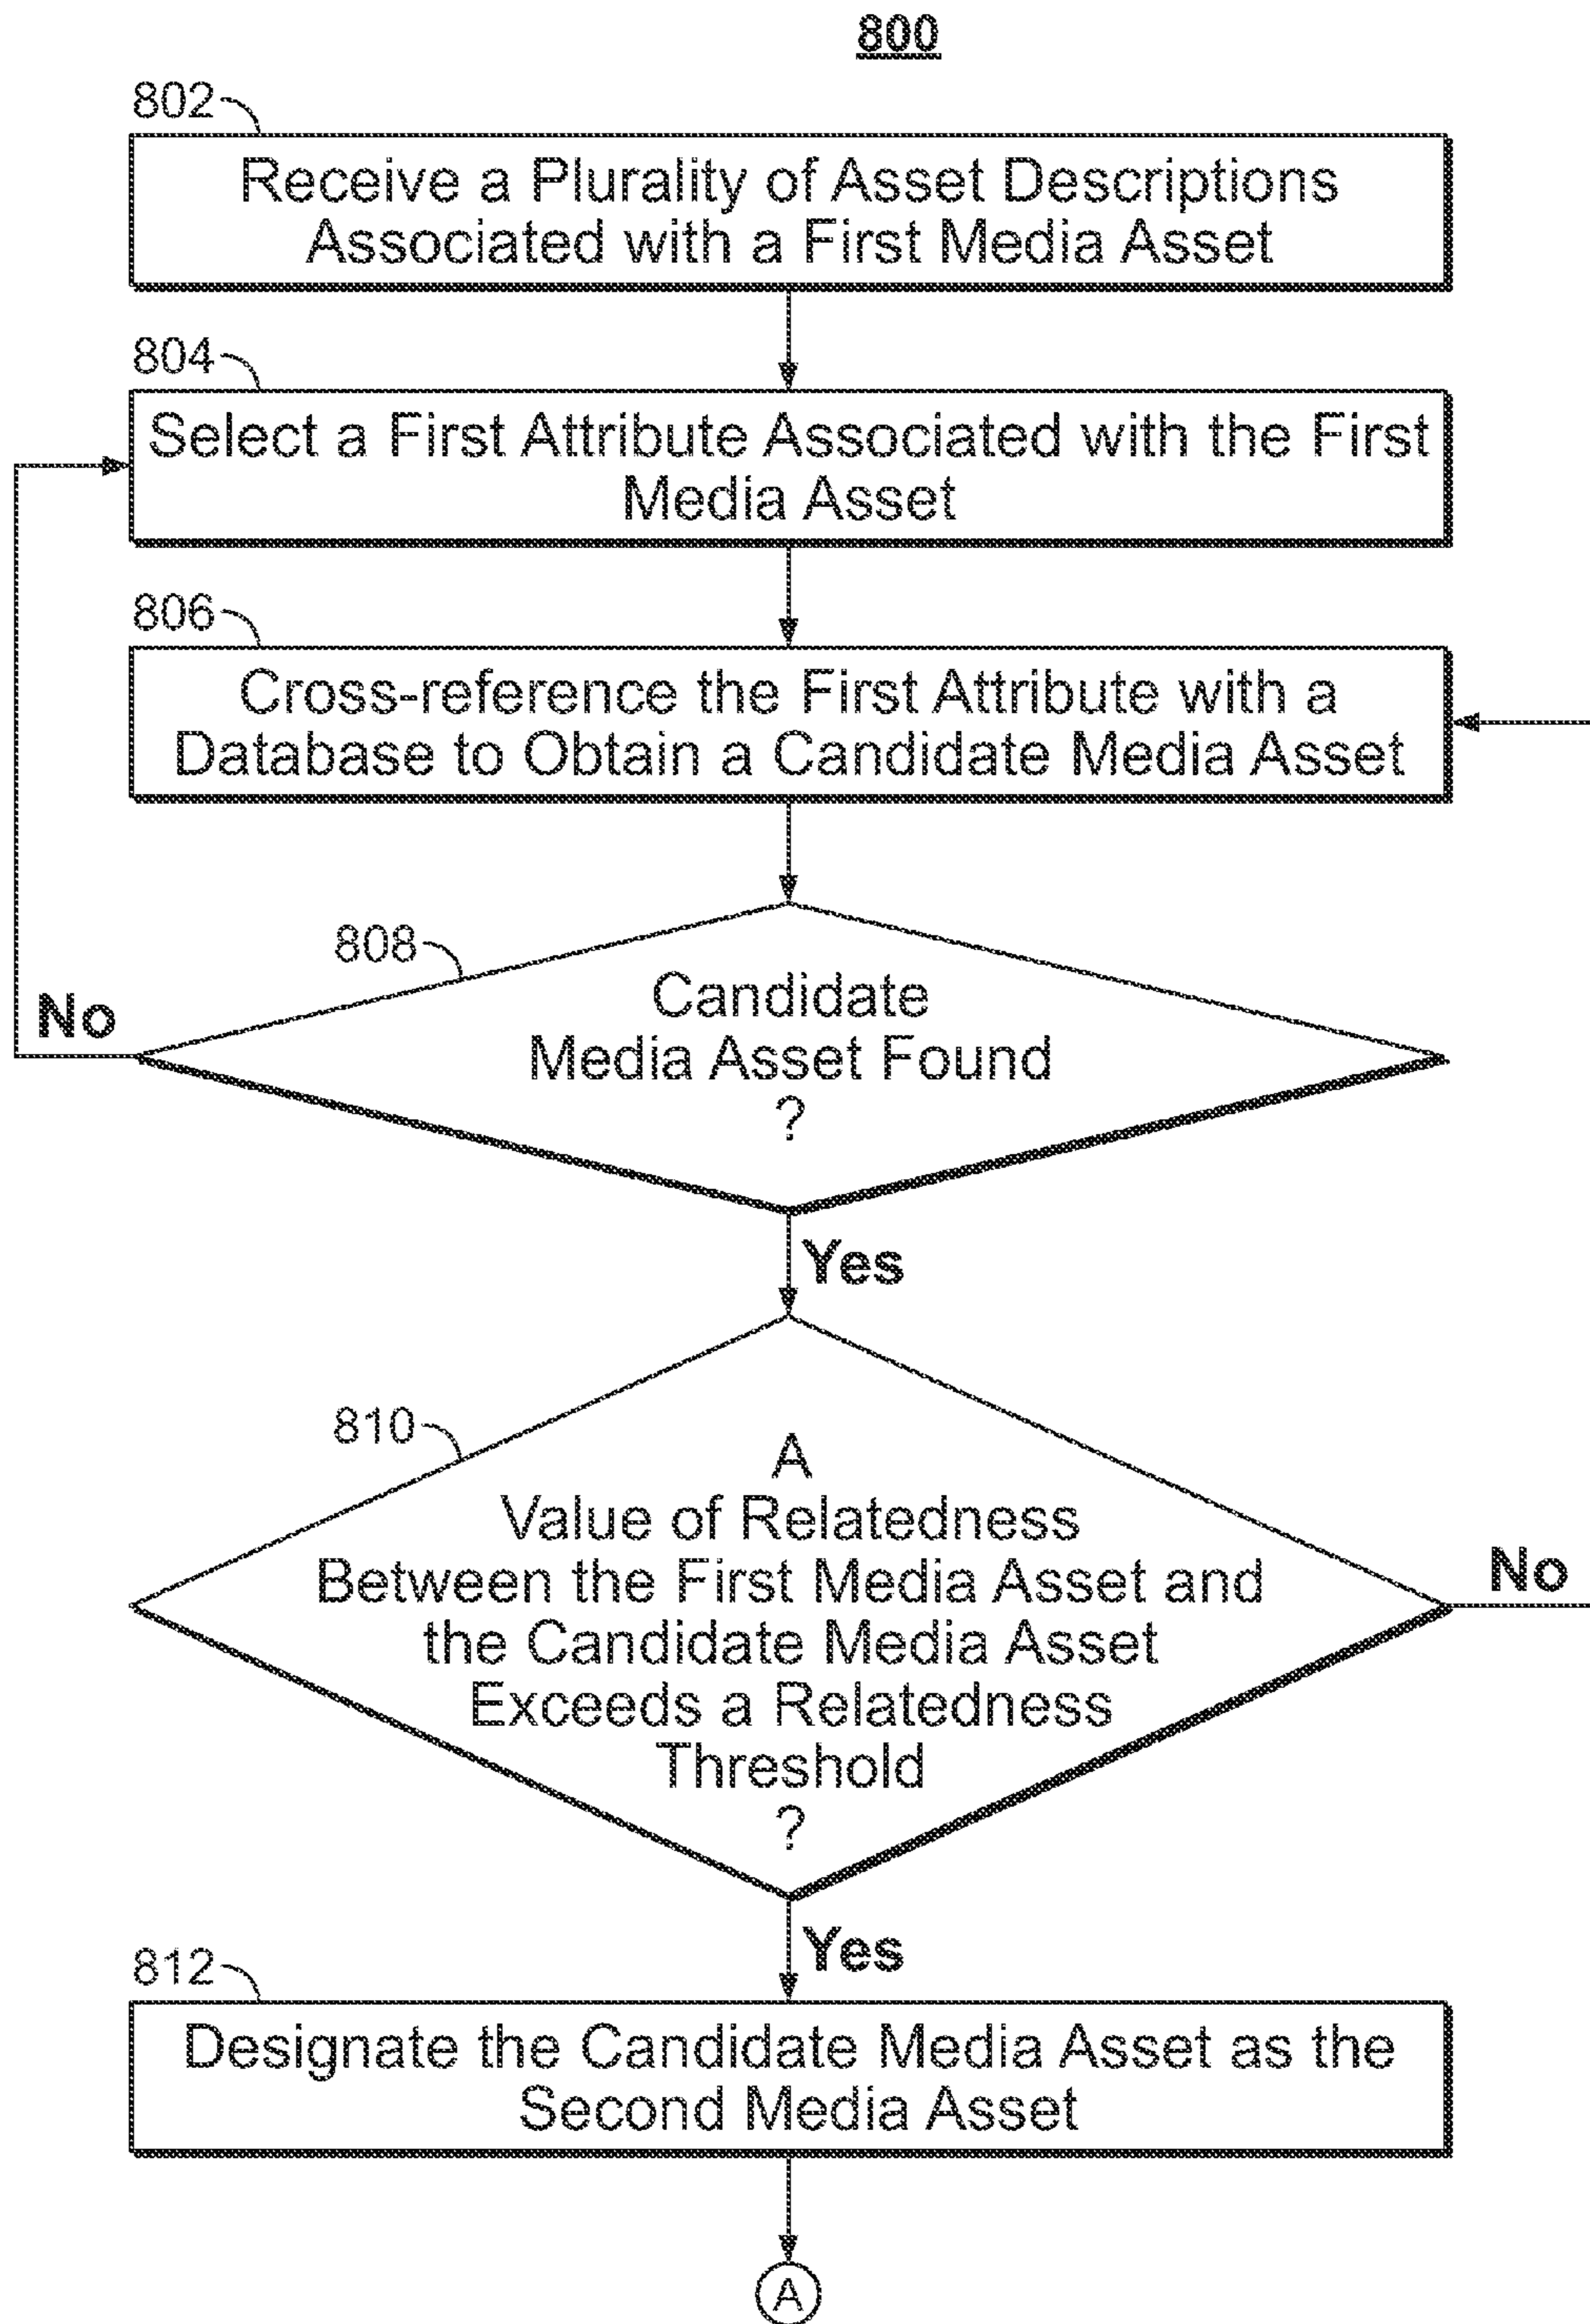 800
802
Receive a Plurality of Asset Descriptions
Associated with a First Media Asset
804
Select a First Attribute Associated with the First
Media Asset
806
Cross-reference the First Attribute with a
Database to Obtain a Candidate Media Asset
808
Candidate
Media Asset Found
?
No
Yes
810
A
Value of Relatedness
Between the First Media Asset and
the Candidate Media Asset
Exceeds a Relatedness
Threshold
?
No
Yes
812
Designate the Candidate Media Asset as the
Second Media Asset
A